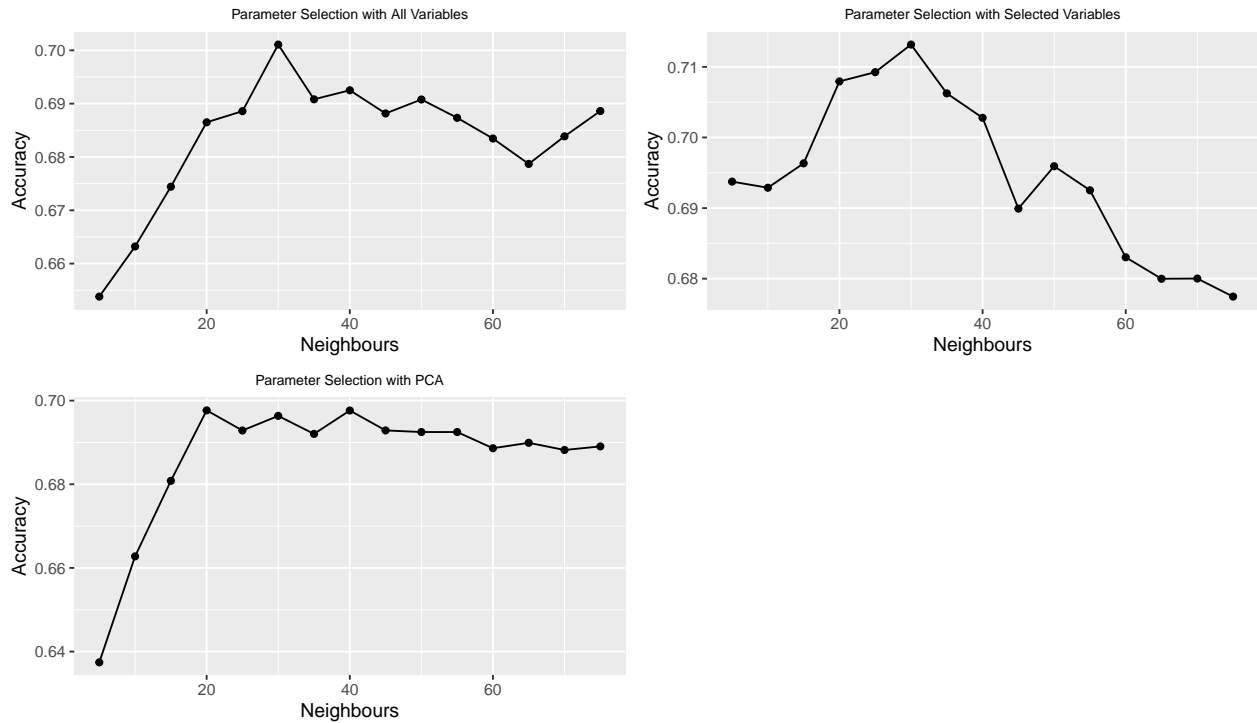 Parameter Selection with All Variables
Accuracy
0.70
0.69
0.68
0.67
0.66
20 40 60
Neighbours
Parameter Selection with Selected Variables
Accuracy
0.71
0.70
0.69
0.68
20 40 60
Neighbours
Parameter Selection with PCA
Accuracy
0.70
0.68
0.66
0.64
20 40 60
Neighbours